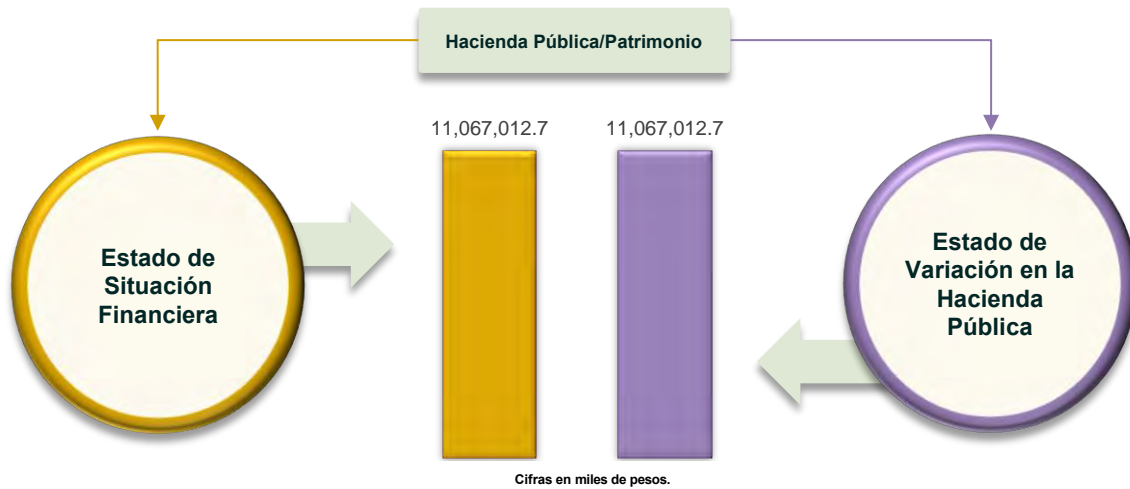 Hacienda Pública/Patrimonio
11,067,012.7
11,067,012.7
Estado de
Situación
Financiera
Estado de
Variación en la
Hacienda
Pública
Cifras en miles de pesos.